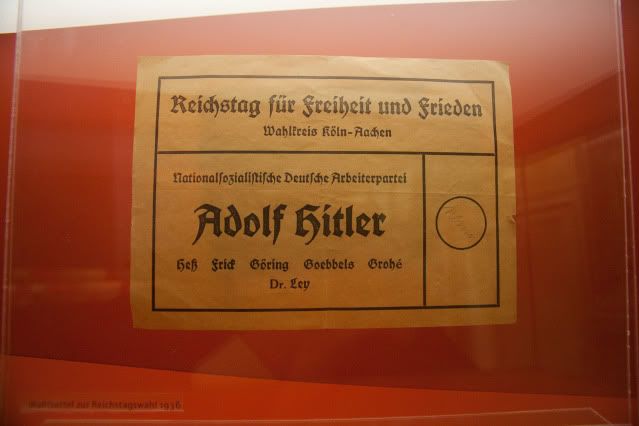 Reichstag für Freiheit und Frieden
Wahlkreis Köln-Aachen
Nationalsozialistische Deutsche Arbeiterpartei
Adolf Hitler
Heß Frick Göring Goebbels Grohé
Dr. Ley
Wahlzettel zur Reichstagswahl 1936